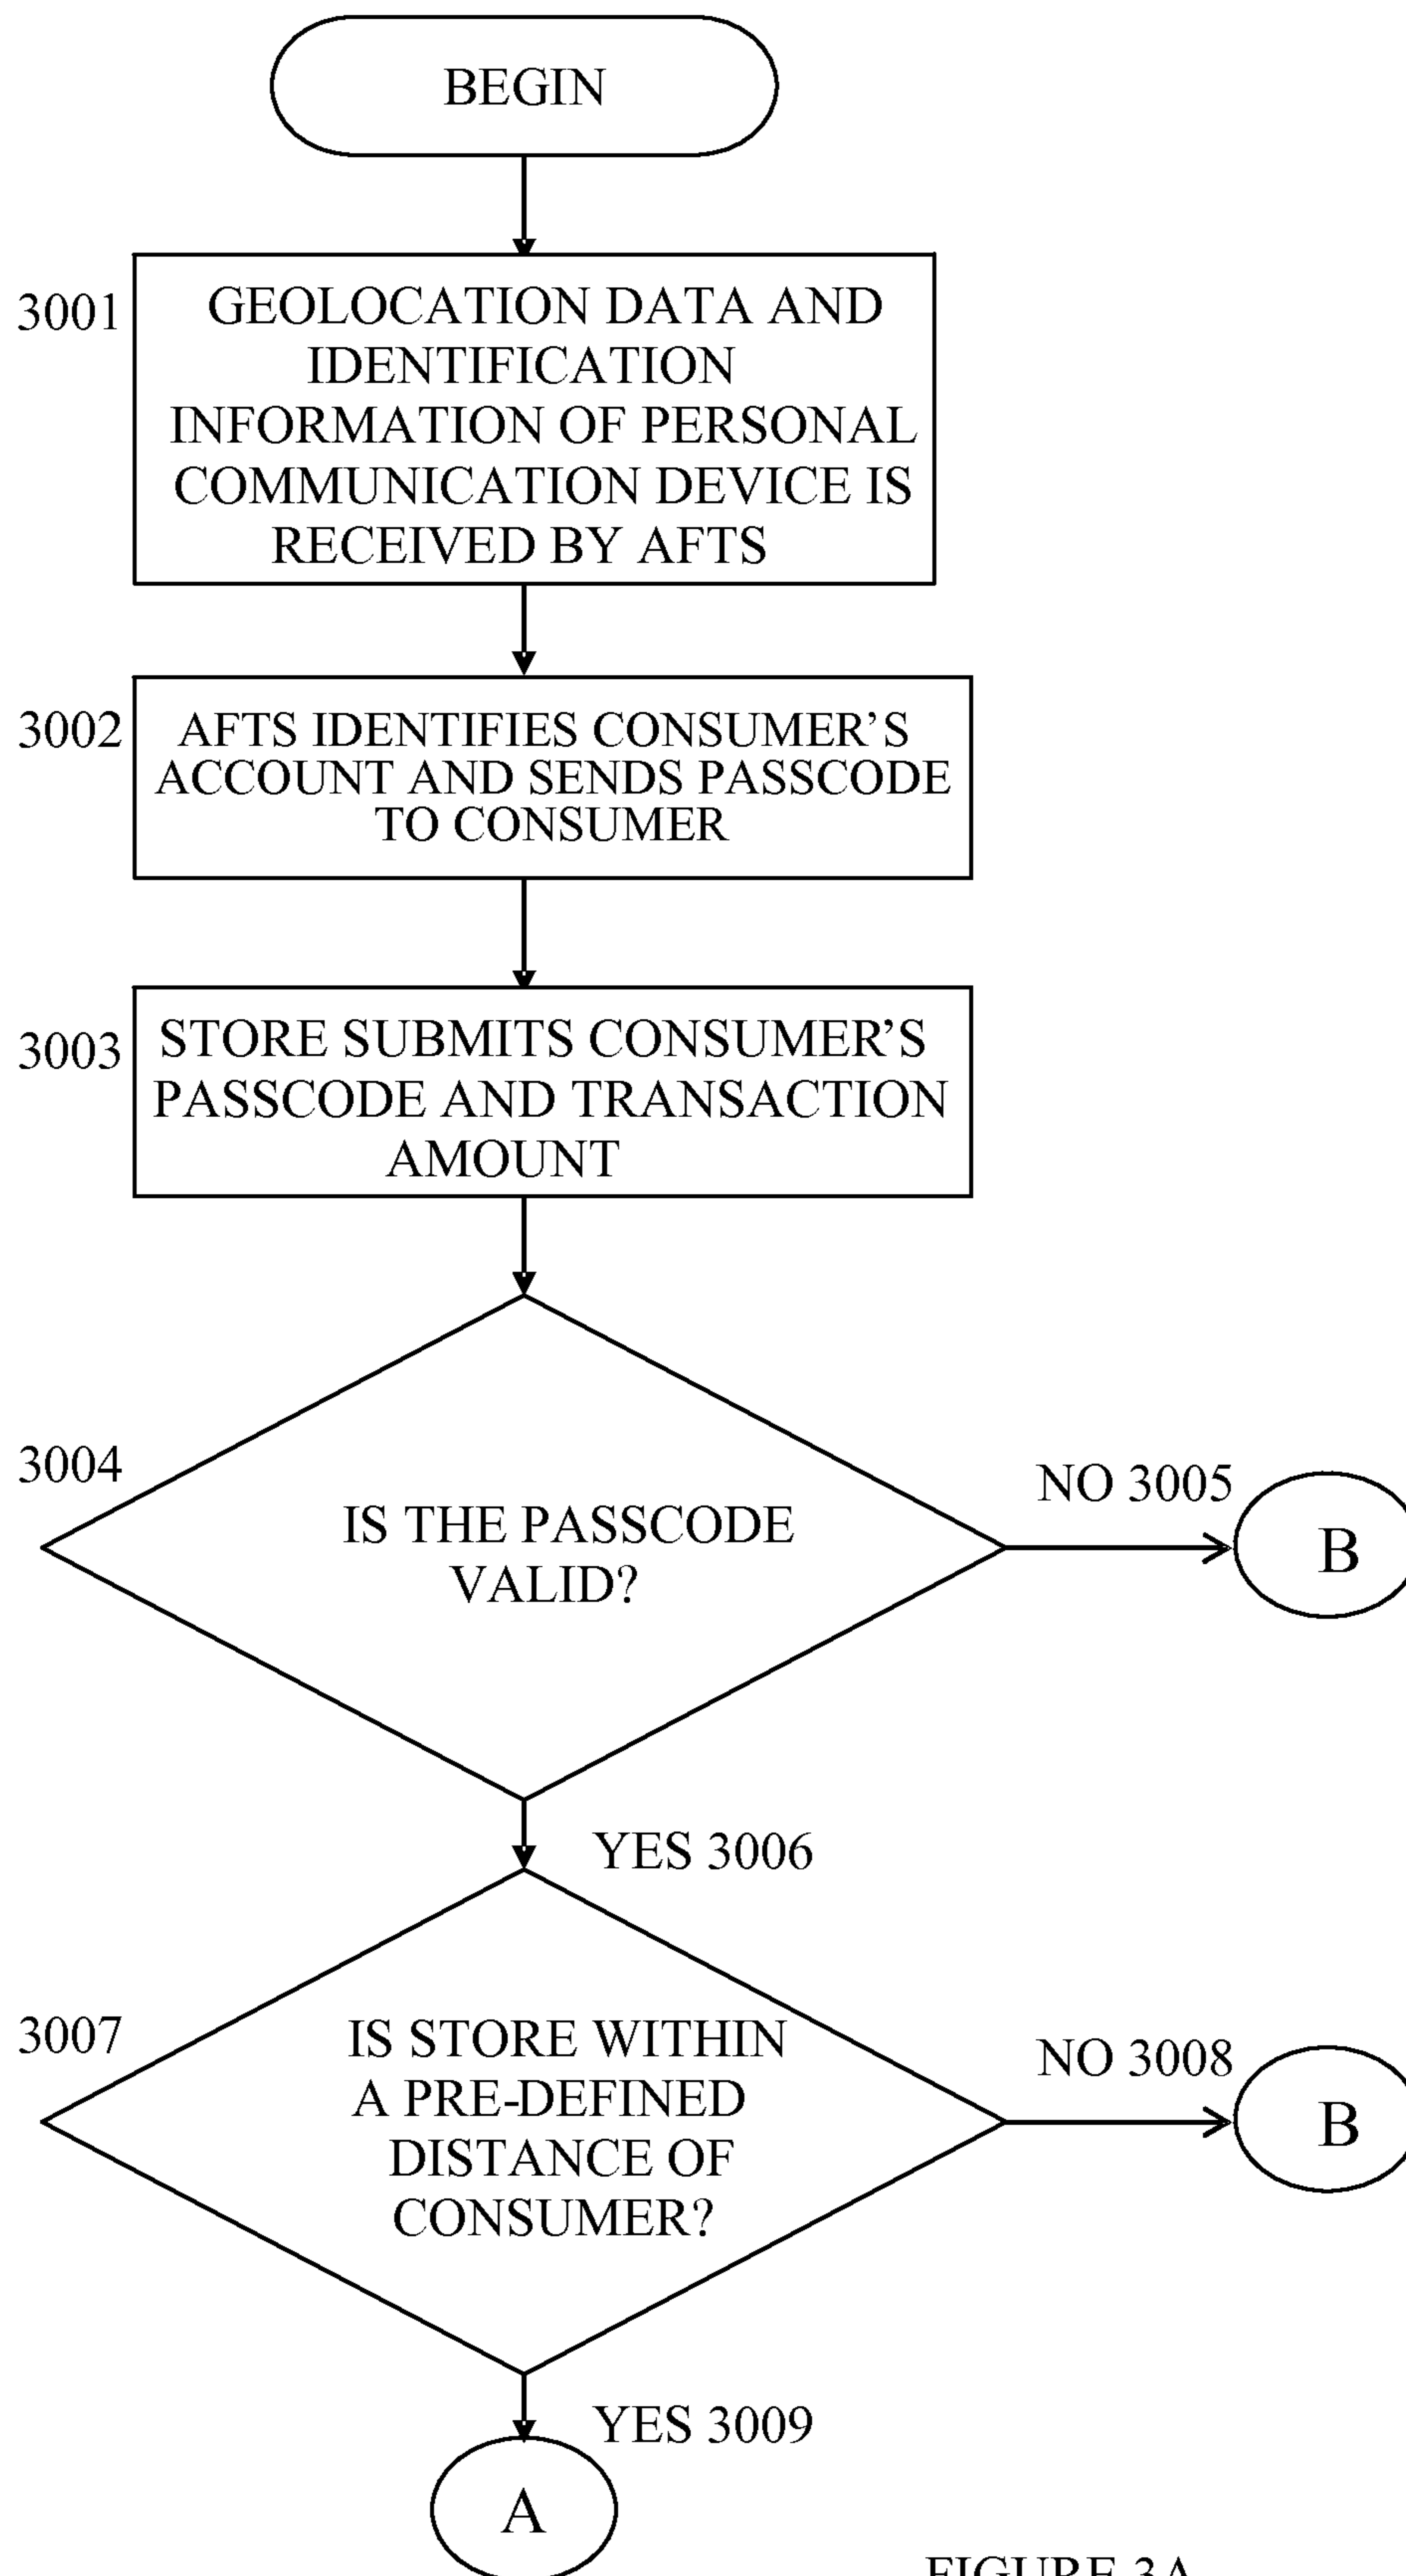 BEGIN
3001
GEOLOCATION DATA AND
IDENTIFICATION
INFORMATION OF PERSONAL
COMMUNICATION DEVICE IS
RECEIVED BY AFTS
3002
AFTS IDENTIFIES CONSUMER'S
ACCOUNT AND SENDS PASSCODE
TO CONSUMER
3003
STORE SUBMITS CONSUMER'S
PASSCODE AND TRANSACTION
AMOUNT
3004
IS THE PASSCODE
VALID?
NO 3005
B
YES 3006
3007
IS STORE WITHIN
A PRE-DEFINED
DISTANCE OF
CONSUMER?
NO 3008
B
YES 3009
A
FIGURE 3A